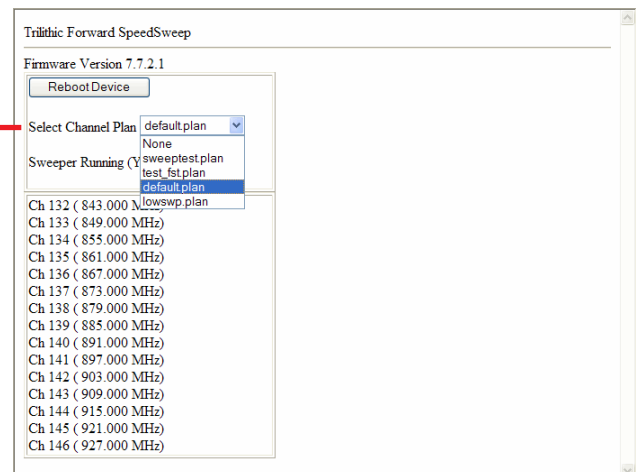 Trilithic Forward SpeedSweep
Firmware Version 7.7.2.1
Reboot Device
Select Channel Plan default.plan
None
sweeptest.plan
Sweeper Running (Y
test_fst.plan
default.plan
lowswp.plan
Ch 132 ( 843.000 MHz)
Ch 133 ( 849.000 MHz)
Ch 134 ( 855.000 MHz)
Ch 135 ( 861.000 MHz)
Ch 136 ( 867.000 MHz)
Ch 137 ( 873.000 MHz)
Ch 138 ( 879.000 MHz)
Ch 139 ( 885.000 MHz)
Ch 140 ( 891.000 MHz)
Ch 141 ( 897.000 MHz)
Ch 142 ( 903.000 MHz)
Ch 143 ( 909.000 MHz)
Ch 144 ( 915.000 MHz)
Ch 145 ( 921.000 MHz)
Ch 146 ( 927.000 MHz)